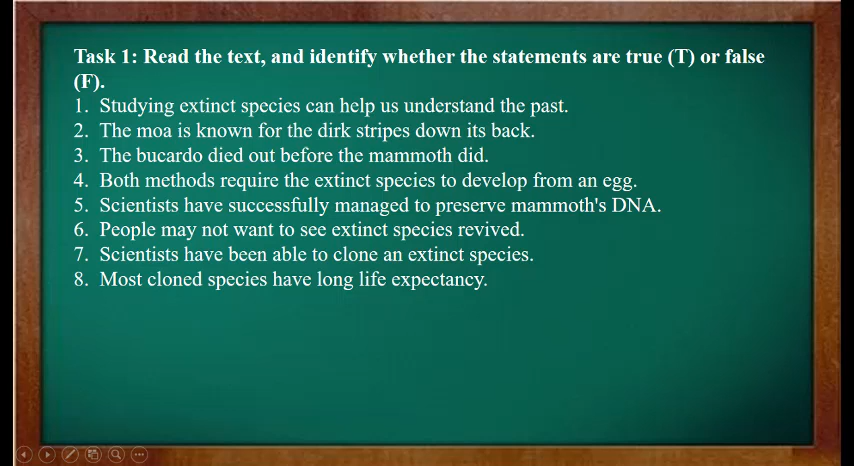 Task 1: Read the text, and identify whether the statements are true (T) or false
(F).
1. Studying extinct species can help us understand the past.
2. The moa is known for the dirk stripes down its back.
3. The bucardo died out before the mammoth did.
4. Both methods require the extinct species to develop from an egg.
5. Scientists have successfully managed to preserve mammoth's DNA.
6. People may not want to see extinct species revived.
7. Scientists have been able to clone an extinct species.
8. Most cloned species have long life expectancy.